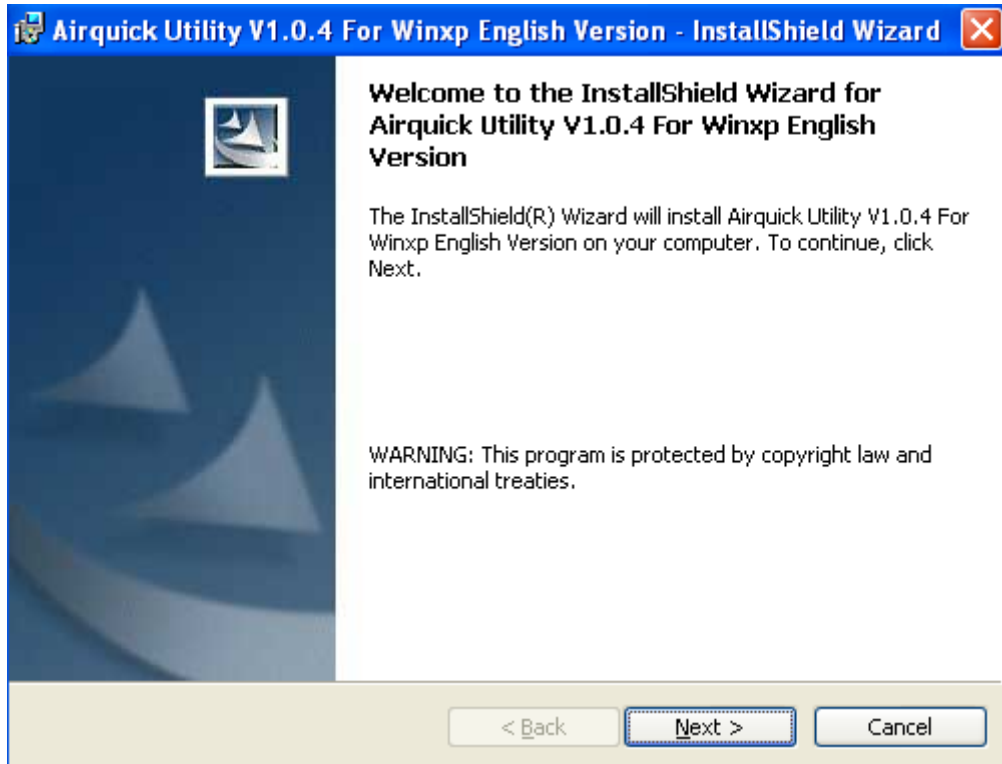 Airquick Utility V1.0.4 For Winxp English Version - InstallShield Wizard
Welcome to the InstallShield Wizard for
Airquick Utility V1.0.4 For Winxp English
Version
The InstallShield(R) Wizard will install Airquick Utility V1.0.4 For
Winxp English Version on your computer. To continue, click
Next.
WARNING: This program is protected by copyright law and
international treaties.
< Back Next > Cancel